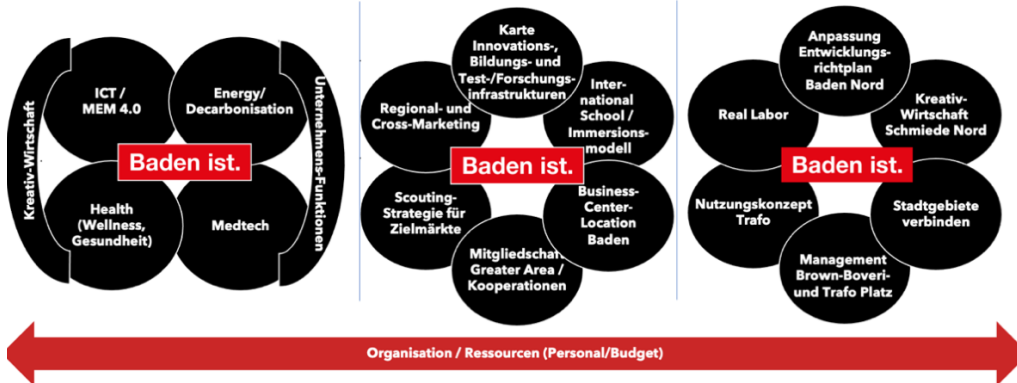 Kreativ-Wirtschaft
ICT /
MEM 4.0
Energy/
Decarbonisation
Baden ist.
Health
(Wellness,
Gesundheit)
Medtech
Unternehmens-Funktionen
Karte
Innovations-,
Bildungs- und
Test-/Forschungs-
infrastrukturen
Regional- und
Cross-Marketing
Inter-
national
School /
Immersions-
modell
Baden ist.
Scouting-
Strategie für
Zielmärkte
Business-
Center-
Location
Baden
Mitgliedschaft
Greater Area /
Kooperationen
Anpassung
Entwicklungs-
richtplan
Baden Nord
Real Labor
Kreativ-
Wirtschaft
Schmiede Nord
Baden ist.
Nutzungskonzept
Trafo
Stadtgebiete
verbinden
Management
Brown-Boveri-
und Trafo Platz
Organisation / Ressourcen (Personal/Budget)